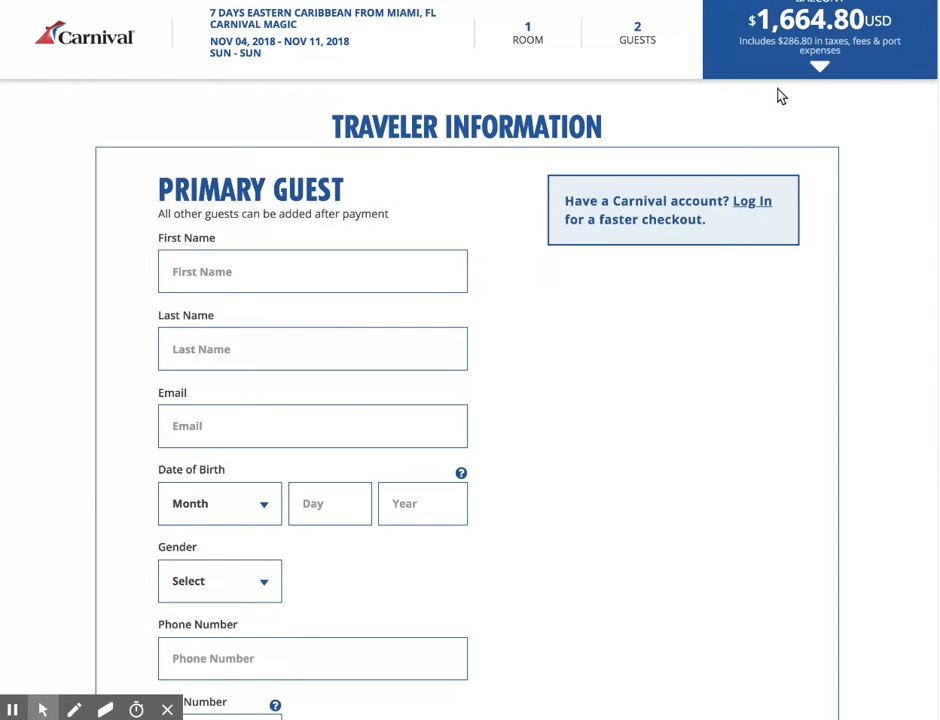 Carnival
7 DAYS EASTERN CARIBBEAN FROM MIAMI, FL
CARNIVAL MAGIC
NOV 04, 2018 - NOV 11, 2018
SUN - SUN
1
ROOM
2
GUESTS
BALCONY
$1,664.80USD
Includes $286.80 in taxes, fees & port
expenses
TRAVELER INFORMATION
PRIMARY GUEST
All other guests can be added after payment
Have a Carnival account? Log In
for a faster checkout.
First Name
First Name
Last Name
Last Name
Email
Email
Date of Birth
?
Month
Day
Year
Gender
Select
Phone Number
Phone Number
Number
?